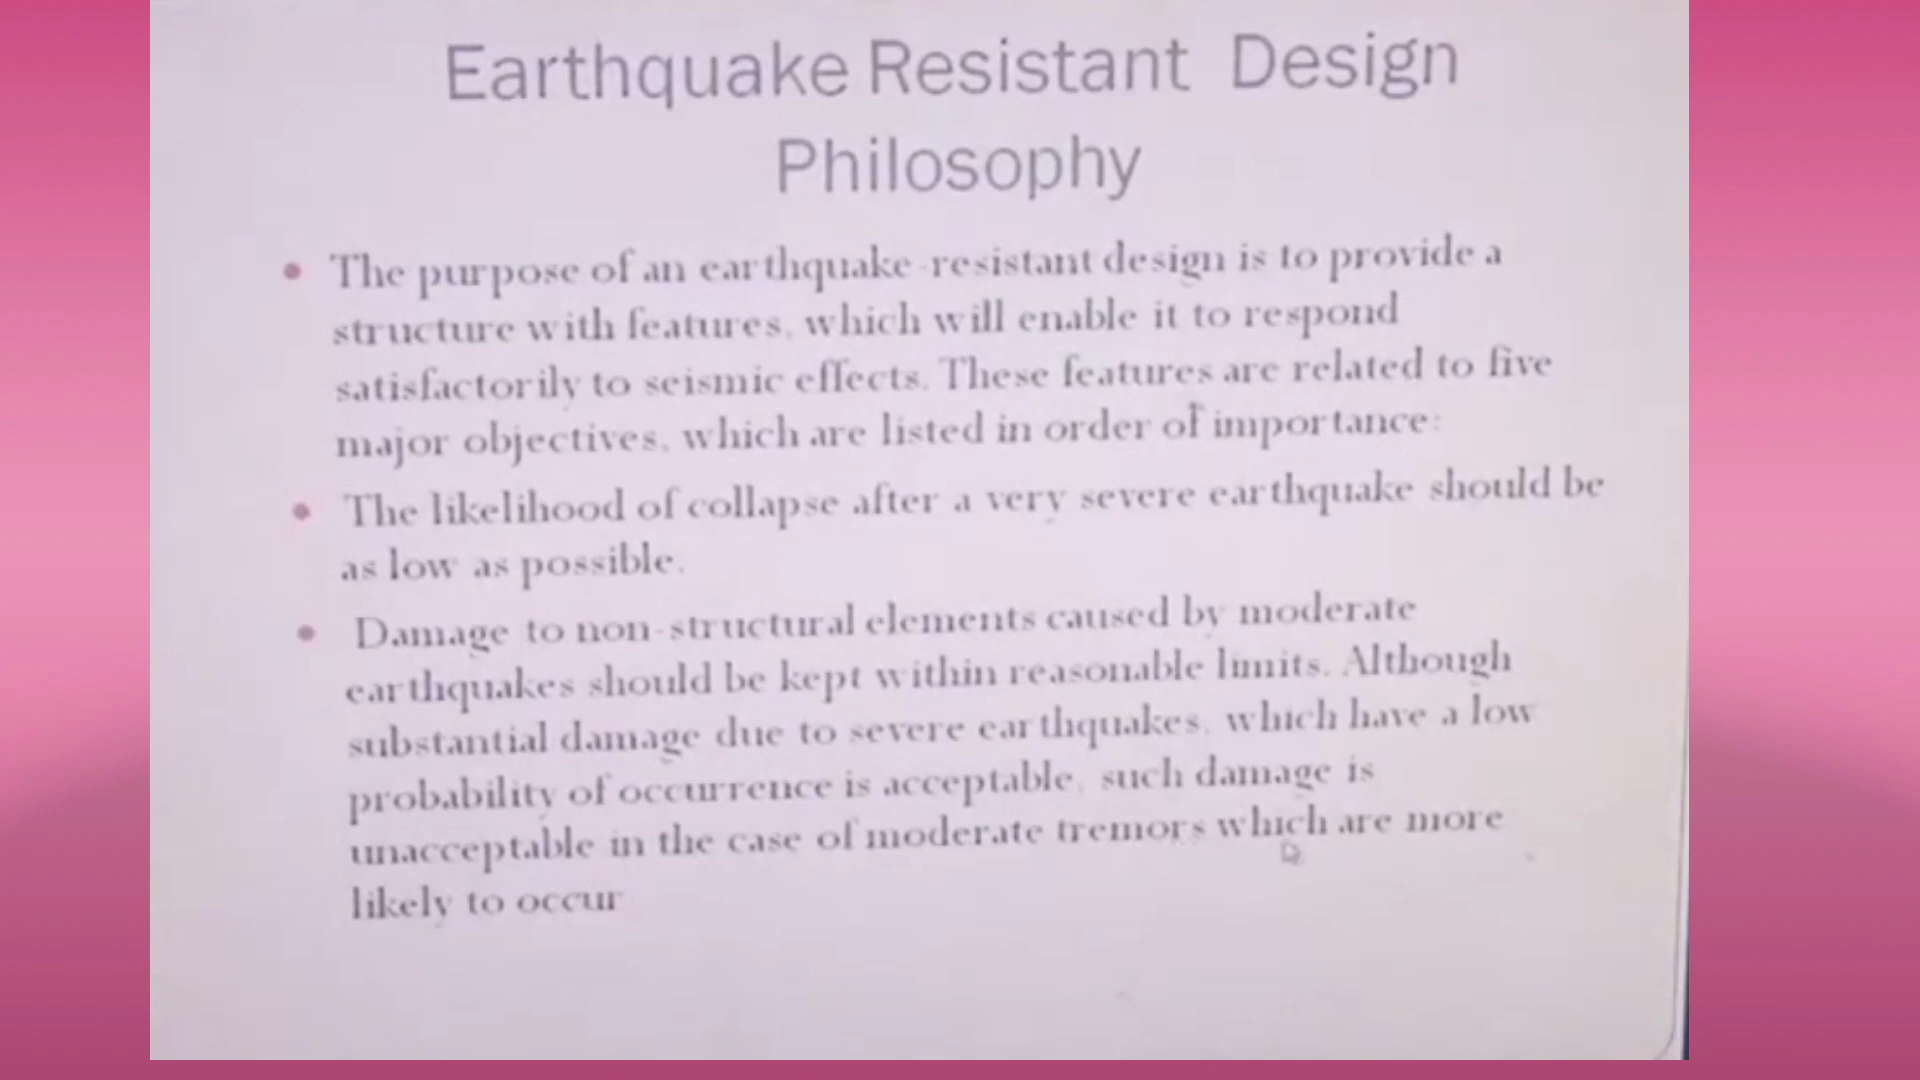 Earthquake Resistant Design
Philosophy
• The purpose of an earthquake-resistant design is to provide a
structure with features, which will enable it to respond
satisfactorily to seismic effects. These features are related to five
major objectives, which are listed in order of importance:
• The likelihood of collapse after a very severe earthquake should be
as low as possible.
• Damage to non-structural elements caused by moderate
earthquakes should be kept within reasonable limits. Although
substantial damage due to severe earthquakes, which have a low
probability of occurrence is acceptable, such damage is
unacceptable in the case of moderate tremors which are more
likely to occur